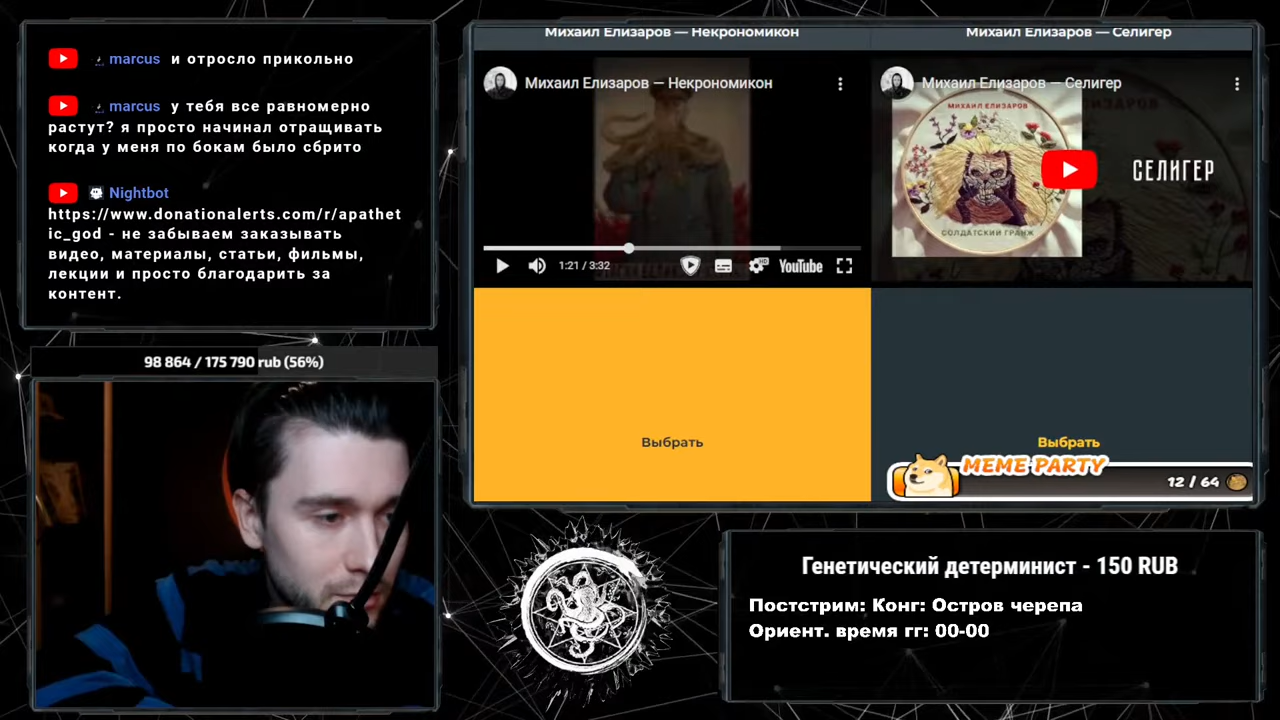 marcus и отросло прикольно
marcus у тебя все равномерно
растут? я просто начинал отращивать
когда у меня по бокам было сбрито
Nightbot
https://www.donationalerts.com/r/apathet
ic_god - не забываем заказывать
видео, материалы, статьи, фильмы,
лекции и просто благодарить за
контент.
98 864 / 175 790 rub (56%)
Михаил Елизаров — Некрономикон
Михаил Елизаров — Селигер
Михаил Елизаров — Некрономикон
1:21 / 3:32
YouTube
Михаил Елизаров — Селигер
МИХАИЛ ЕЛИЗАРОВ
СОЛДАТСКИЙ ГРАНЖ
СЕЛИГЕР
Выбрать
Выбрать
MEME PARTY
12 / 64
Генетический детерминист - 150 RUB
Постстрим: Конг: Остров черепа
Ориент. время гг: 00-00